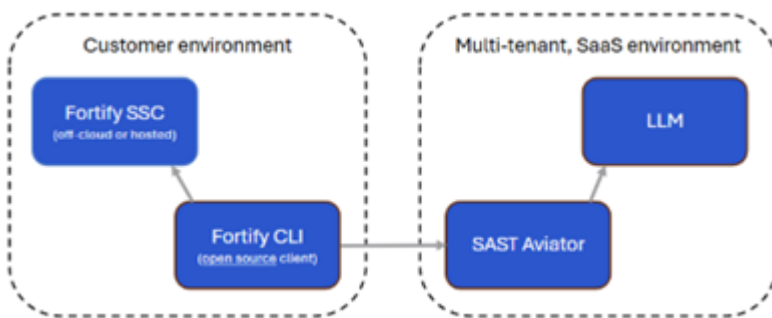 Customer environment
Multi-tenant, SaaS environment
Fortify SSC
(off-cloud or hosted)
LLM
Fortify CLI
(open source client)
SAST Aviator